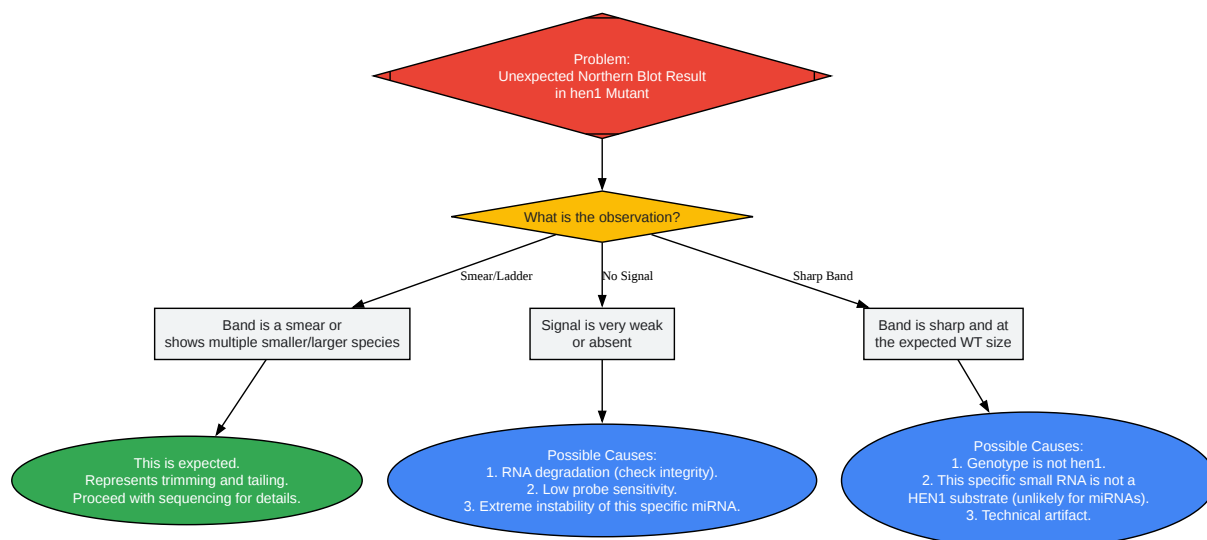 Problem:
Unexpected Northern Blot Result
in hen1 Mutant
What is the observation?
Smear/Ladder
No Signal
Sharp Band
Band is a smear or
shows multiple smaller/larger species
Signal is very weak
or absent
Band is sharp and at
the expected WT size
This is expected.
Represents trimming and tailing.
Proceed with sequencing for details.
Possible Causes:
1. RNA degradation (check integrity).
2. Low probe sensitivity.
3. Extreme instability of this specific miRNA.
Possible Causes:
1. Genotype is not hen1.
2. This specific small RNA is not a
HEN1 substrate (unlikely for miRNAs).
3. Technical artifact.